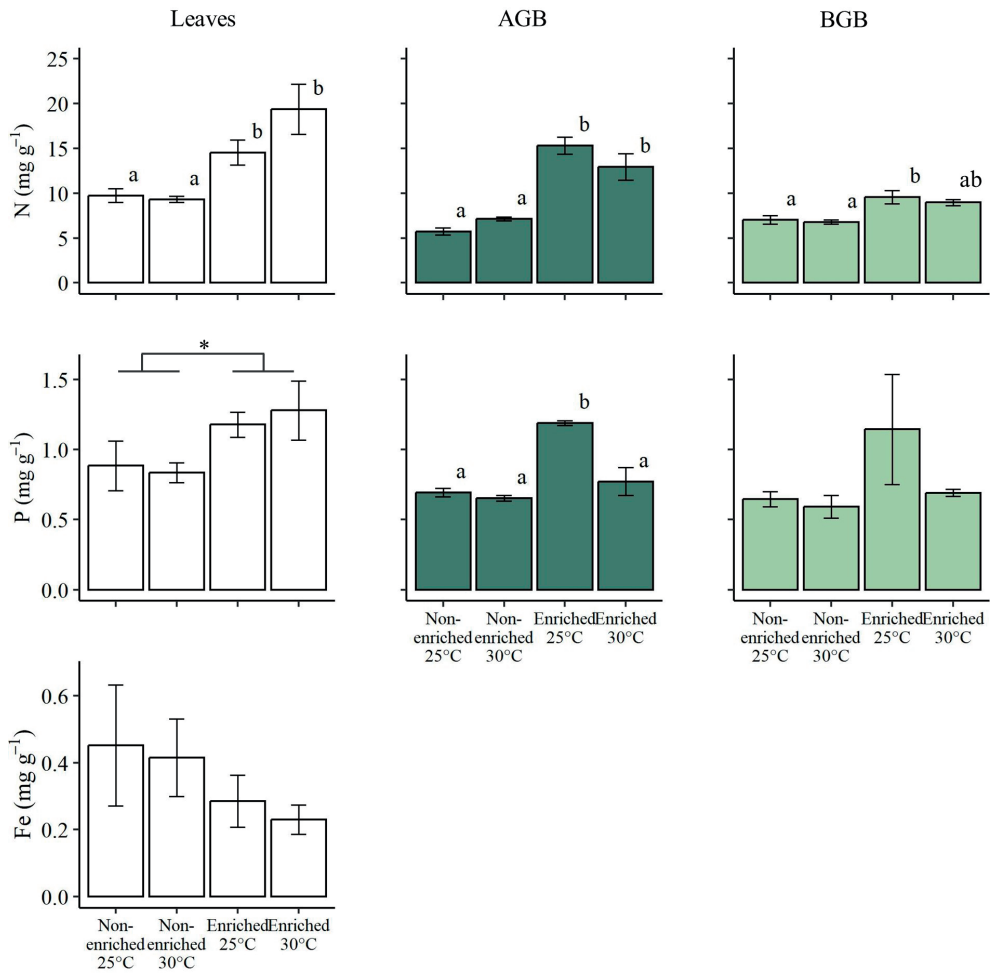 Leaves AGB BGB
N (mg g⁻¹)
25
20
15
10
5
0
a a b b
a a b b
a a b ab
P (mg g⁻¹)
1.5
1.0
0.5
0.0
*
a a b a
Non-enriched 25°C
Non-enriched 30°C
Enriched 25°C
Enriched 30°C
Non-enriched 25°C
Non-enriched 30°C
Enriched 25°C
Enriched 30°C
Fe (mg g⁻¹)
0.6
0.4
0.2
0.0
Non-enriched 25°C
Non-enriched 30°C
Enriched 25°C
Enriched 30°C